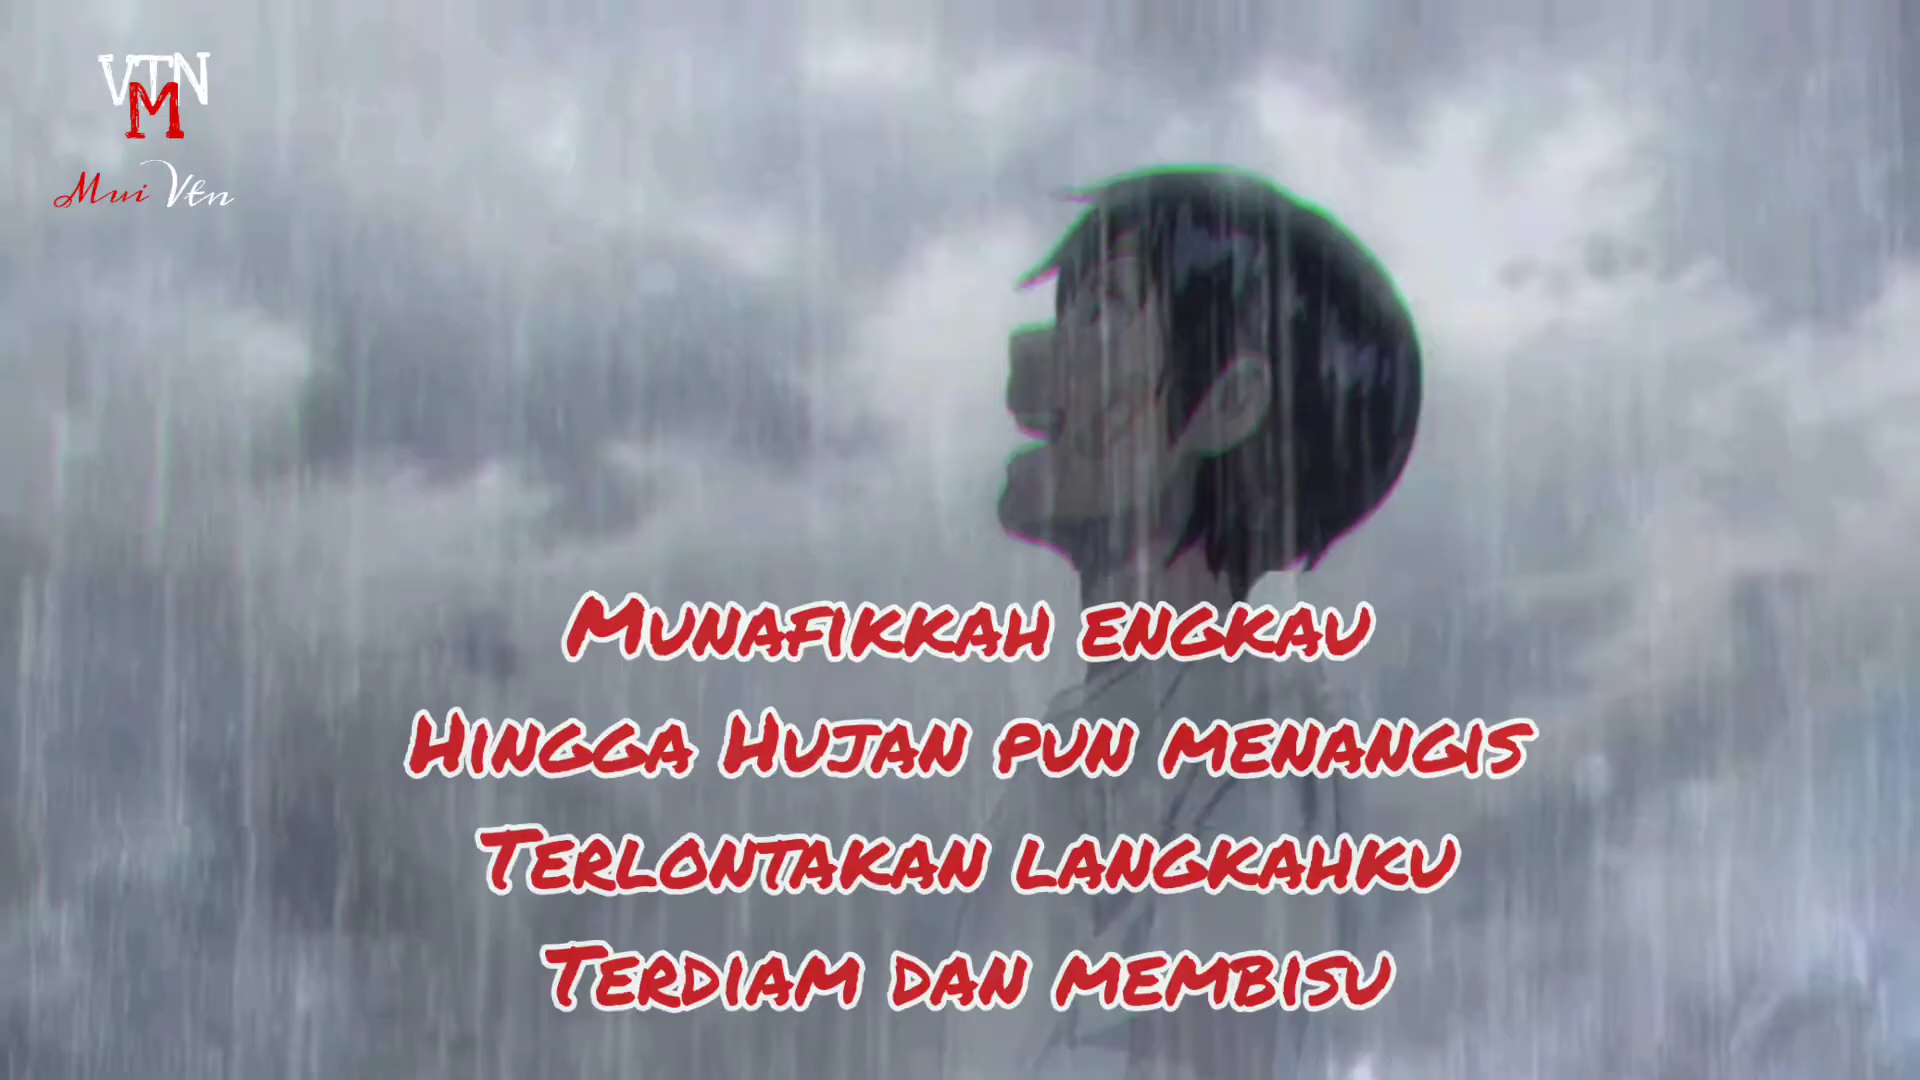 VTN
M
Mui Vtn
Munafikkah engkau
Hingga Hujan pun menangis
Terlontakan langkahku
Terdiam dan membisu